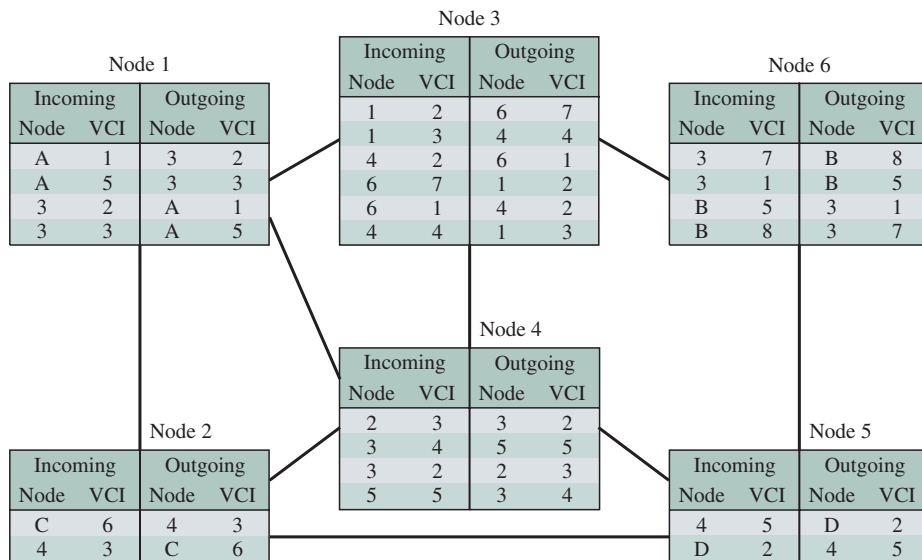 Node 3
Incoming Outgoing
Node VCI Node VCI
1 2 6 7
1 3 4 4
4 2 6 1
6 7 1 2
6 1 4 2
4 4 1 3
Node 1
Incoming Outgoing
Node VCI Node VCI
A 1 3 2
A 5 3 3
3 2 A 1
3 3 A 5
Node 6
Incoming Outgoing
Node VCI Node VCI
3 7 B 8
3 1 B 5
B 5 3 1
B 8 3 7
Node 4
Incoming Outgoing
Node VCI Node VCI
2 3 3 2
3 4 5 5
3 2 2 3
5 5 3 4
Node 2
Incoming Outgoing
Node VCI Node VCI
C 6 4 3
4 3 C 6
Node 5
Incoming Outgoing
Node VCI Node VCI
4 5 D 2
D 2 4 5